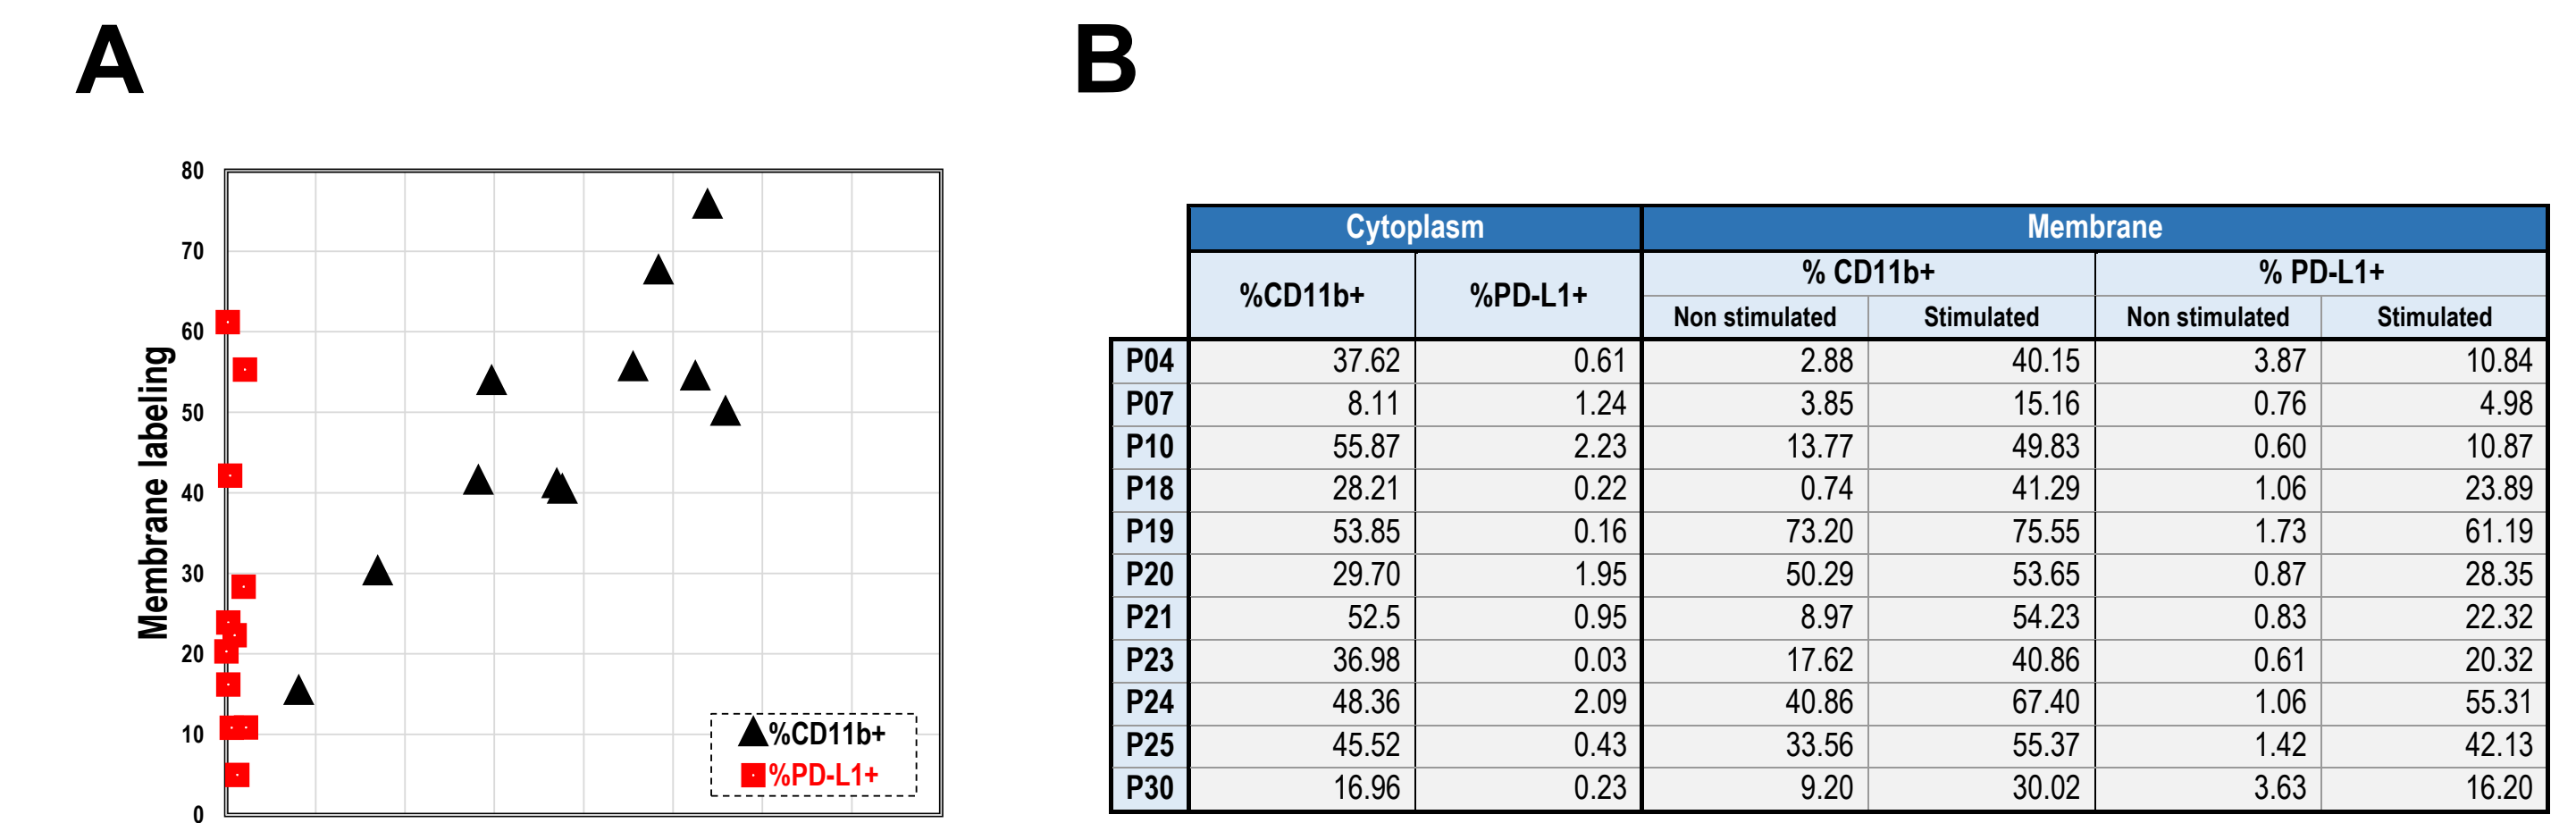 A
B
80
70
60
50
40
30
20
10
0
Membrane labeling
%CD11b+
%PD-L1+
Cytoplasm Membrane
%CD11b+ %PD-L1+ % CD11b+ % PD-L1+
Non stimulated Stimulated Non stimulated Stimulated
P04 37.62 0.61 2.88 40.15 3.87 10.84
P07 8.11 1.24 3.85 15.16 0.76 4.98
P10 55.87 2.23 13.77 49.83 0.60 10.87
P18 28.21 0.22 0.74 41.29 1.06 23.89
P19 53.85 0.16 73.20 75.55 1.73 61.19
P20 29.70 1.95 50.29 53.65 0.87 28.35
P21 52.5 0.95 8.97 54.23 0.83 22.32
P23 36.98 0.03 17.62 40.86 0.61 20.32
P24 48.36 2.09 40.86 67.40 1.06 55.31
P25 45.52 0.43 33.56 55.37 1.42 42.13
P30 16.96 0.23 9.20 30.02 3.63 16.20